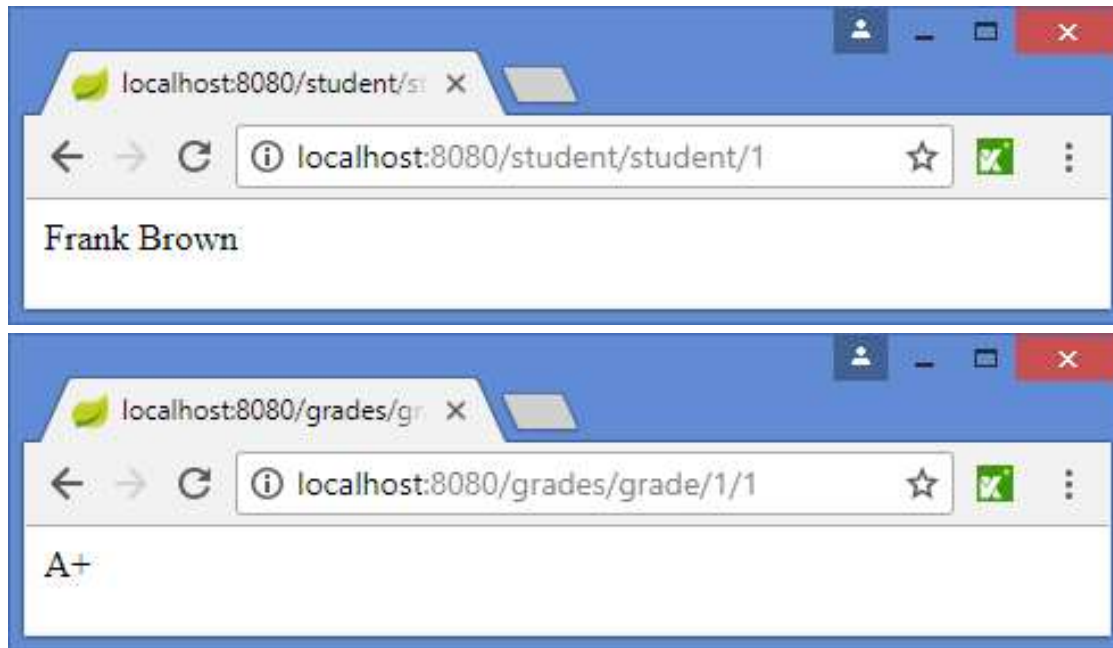 localhost:8080/student/st
localhost:8080/student/student/1
Frank Brown
localhost:8080/grades/gr
localhost:8080/grades/grade/1/1
A+